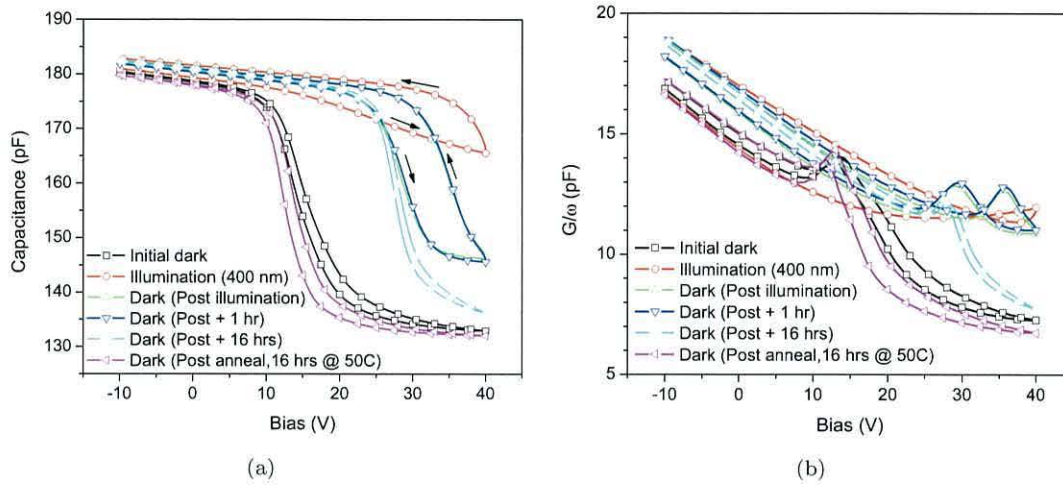 190
180
170
160
150
140
130
Capacitance (pF)
Initial dark
Illumination (400 nm)
Dark (Post illumination)
Dark (Post + 1 hr)
Dark (Post + 16 hrs)
Dark (Post anneal,16 hrs @ 50C)
-10 0 10 20 30 40
Bias (V)
(a)
20
15
10
5
G/ω (pF)
Initial dark
Illumination (400 nm)
Dark (Post illumination)
Dark (Post + 1 hr)
Dark (Post + 16 hrs)
Dark (Post anneal,16 hrs @ 50C)
-10 0 10 20 30 40
Bias (V)
(b)